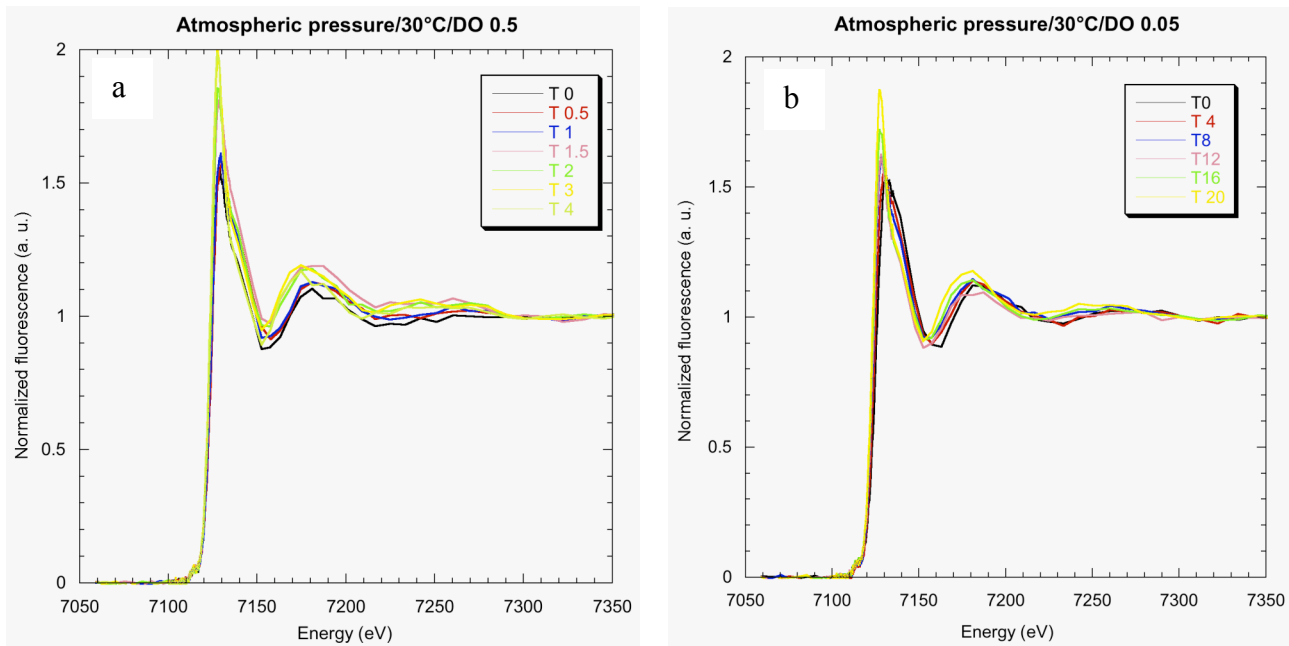 Atmospheric pressure/30°C/DO 0.5
a
T 0
T 0.5
T 1
T 1.5
T 2
T 3
T 4
Normalized fluorescence (a. u.)
2
1.5
1
0.5
0
7050 7100 7150 7200 7250 7300 7350
Energy (eV)
Atmospheric pressure/30°C/DO 0.05
b
T0
T 4
T8
T12
T16
T 20
Normalized fluorescence (a. u.)
2
1.5
1
0.5
0
7050 7100 7150 7200 7250 7300 7350
Energy (eV)